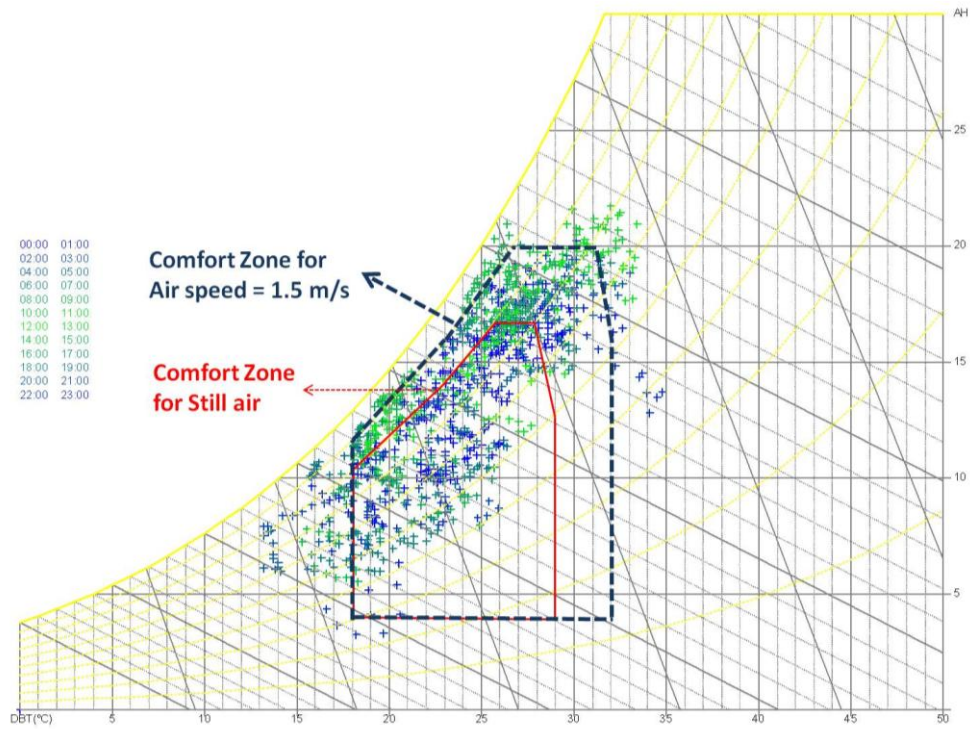 AH
25
00:00 01:00
02:00 03:00
04:00 05:00
06:00 07:00
08:00 09:00
10:00 11:00
12:00 13:00
14:00 15:00
16:00 17:00
18:00 19:00
20:00 21:00
22:00 23:00
Comfort Zone for
Air speed = 1.5 m/s
20
15
Comfort Zone
for Still air
10
5
DBT(°C) 5 10 15 20 25 30 35 40 45 50